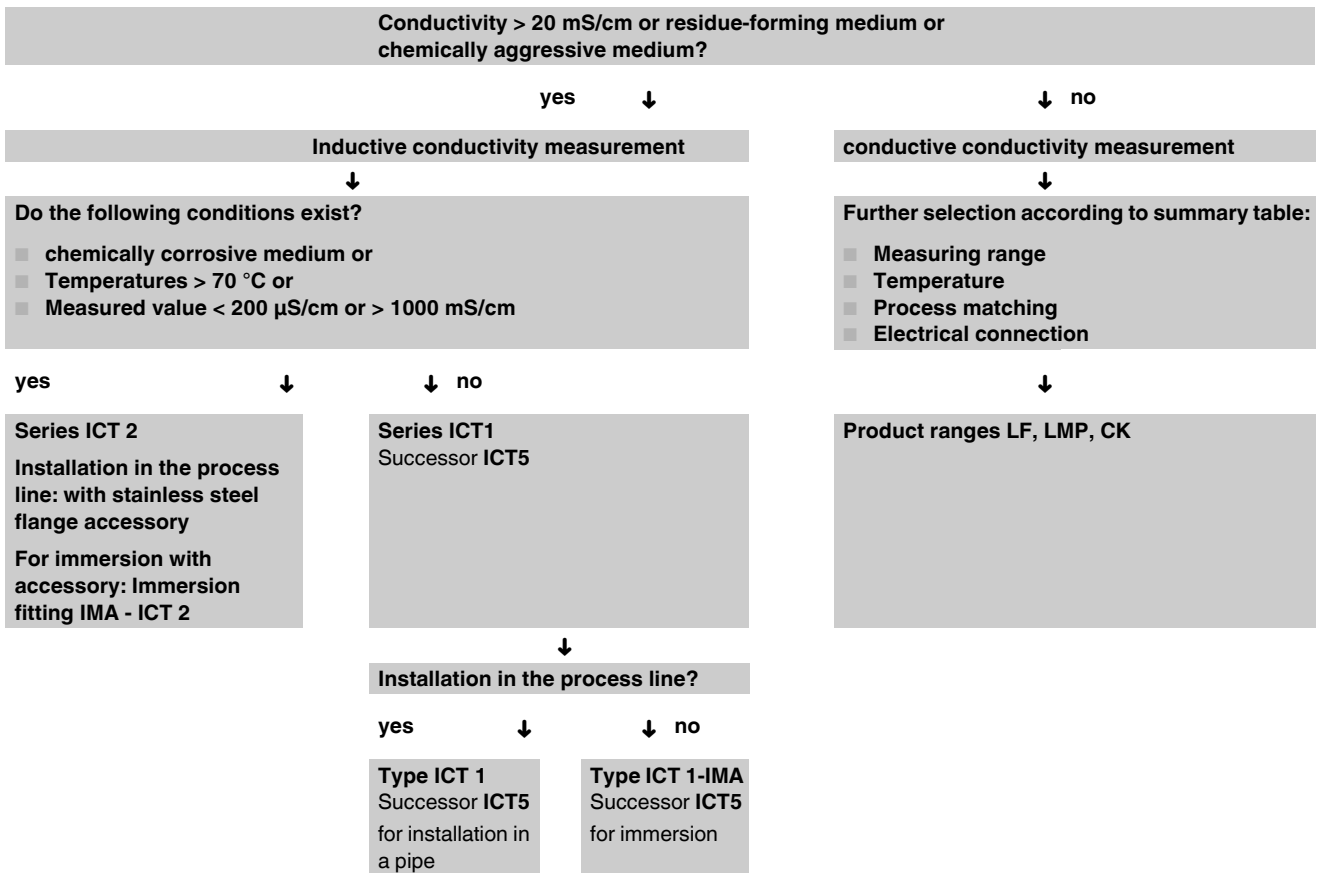 Conductivity > 20 mS/cm or residue-forming medium or
chemically aggressive medium?
yes ↓
↓ no
Inductive conductivity measurement
conductive conductivity measurement
↓
↓
Do the following conditions exist?
■ chemically corrosive medium or
■ Temperatures > 70 °C or
■ Measured value < 200 µS/cm or > 1000 mS/cm
Further selection according to summary table:
■ Measuring range
■ Temperature
■ Process matching
■ Electrical connection
yes ↓
↓ no
↓
Series ICT 2
Installation in the process
line: with stainless steel
flange accessory
For immersion with
accessory: Immersion
fitting IMA - ICT 2
Series ICT1
Successor ICT5
Product ranges LF, LMP, CK
↓
Installation in the process line?
yes ↓
↓ no
Type ICT 1
Successor ICT5
for installation in
a pipe
Type ICT 1-IMA
Successor ICT5
for immersion